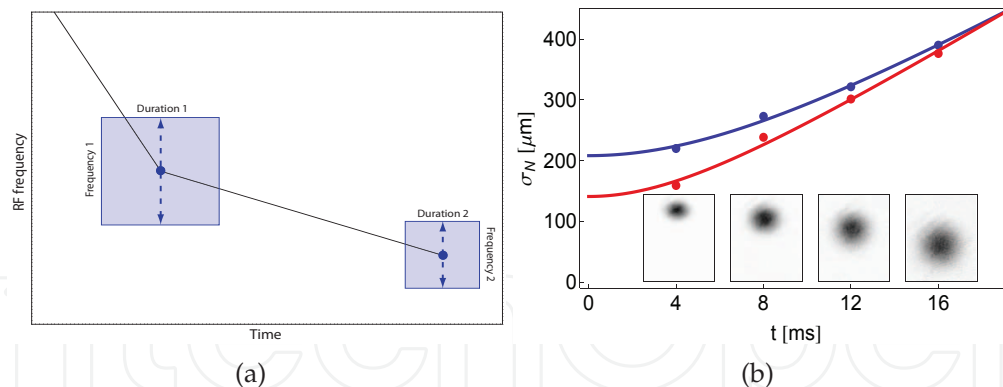 Duration 1
Frequency 1
RF frequency
Duration 2
Frequency 2
Time
(a)
400
300
200
100
0
σN [μm]
0
4
8
12
16
t [ms]
(b)